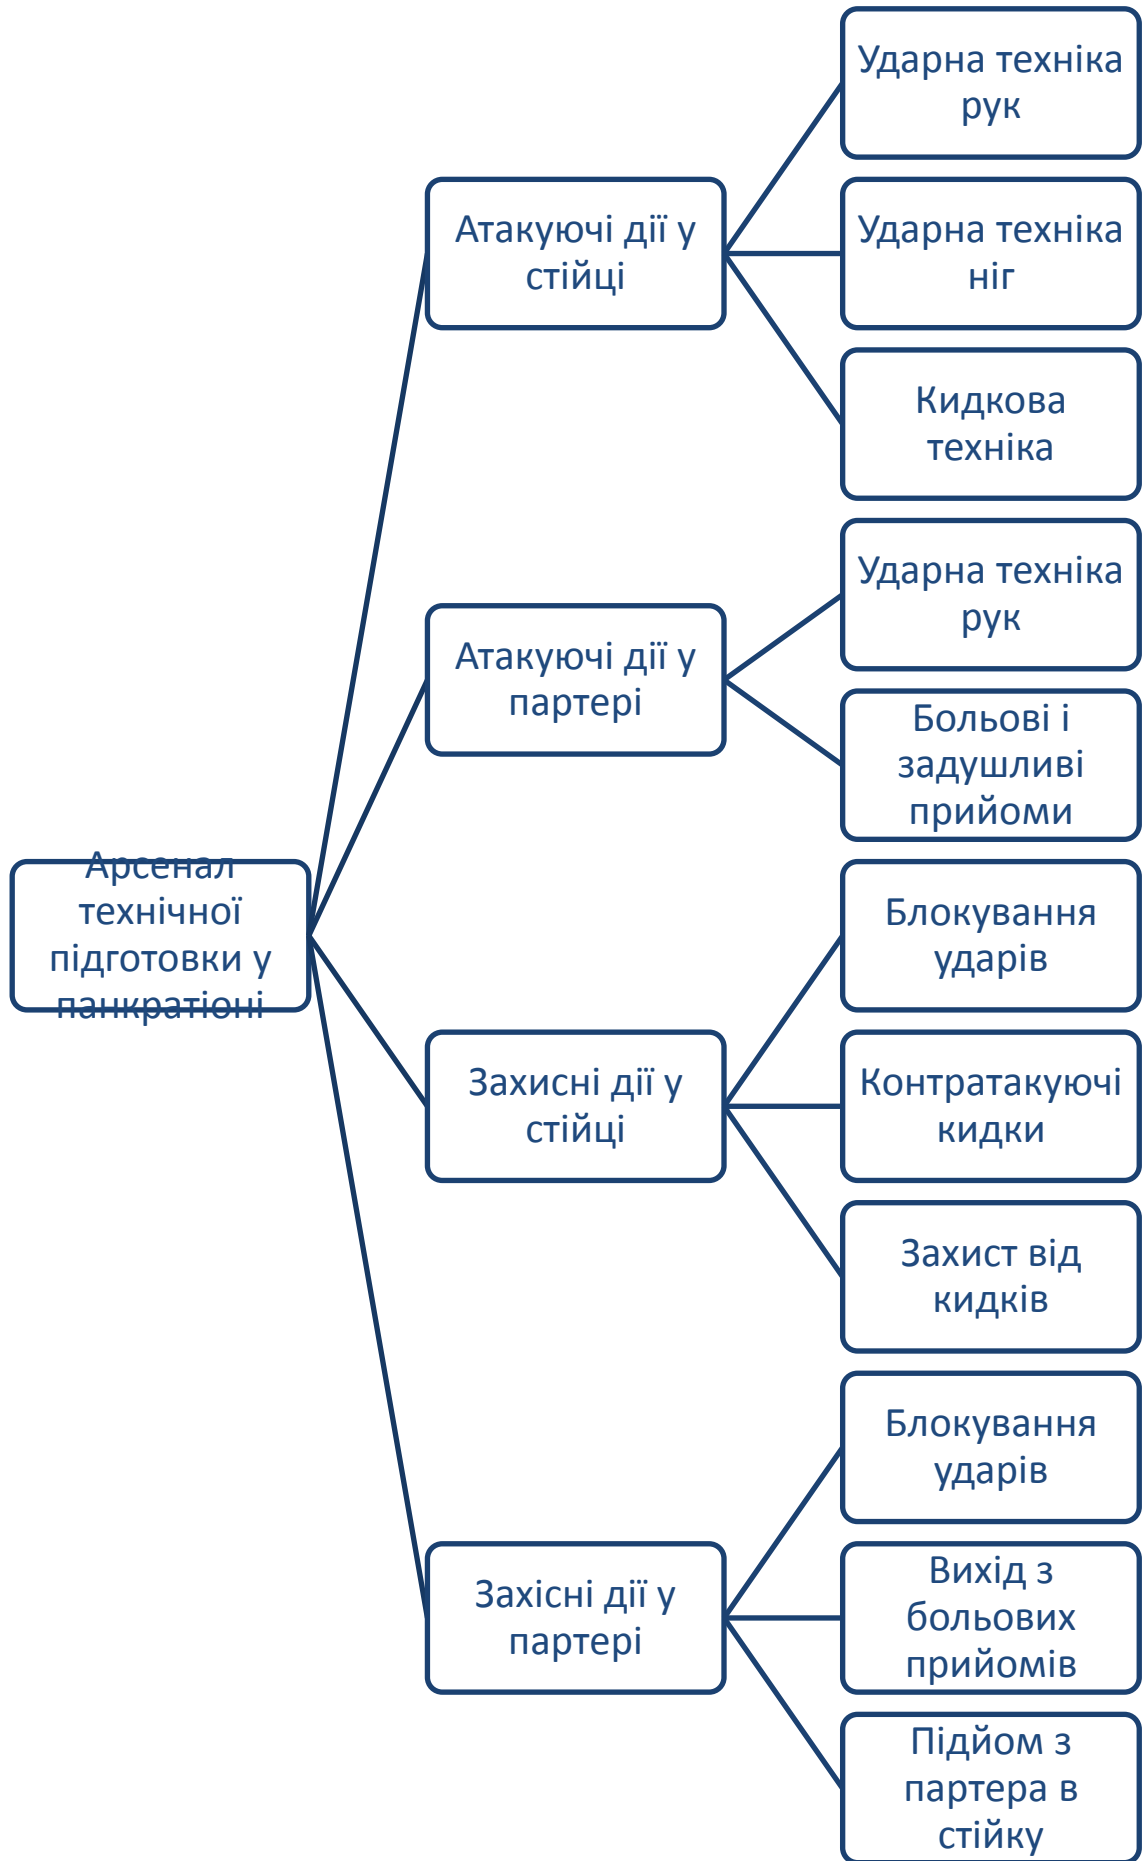 Ударна техніка
рук
Атакуючі дії у
стійці
Ударна техніка
ніг
Кидкова
техніка
Ударна техніка
рук
Атакуючі дії у
партері
Больові і
задушливі
прийоми
Арсенал
технічної
підготовки у
панкратіоні
Блокування
ударів
Захисні дії у
стійці
Контратакуючі
кидки
Захист від
кидків
Блокування
ударів
Захісні дії у
партері
Вихід з
больових
прийомів
Підйом з
партера в
стійку